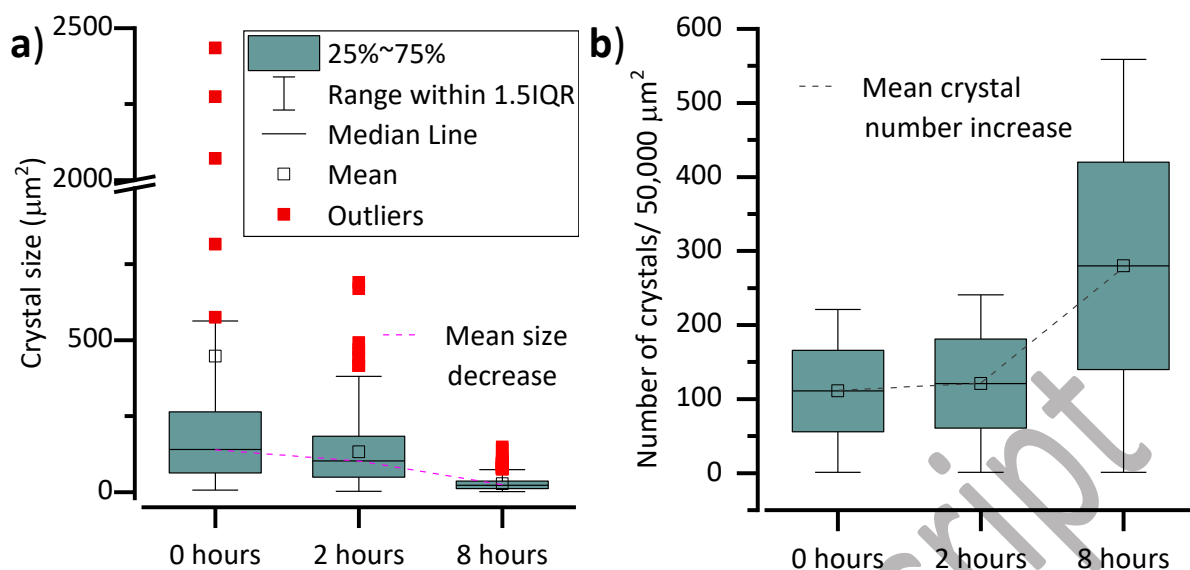 a)
2500
2000
500
0
Crystal size (μm²)
25%~75%
Range within 1.5IQR
Median Line
Mean
Outliers
Mean size
decrease
0 hours
2 hours
8 hours
b)
600
500
400
300
200
100
0
Number of crystals/ 50,000 μm²
Mean crystal
number increase
0 hours
2 hours
8 hours
script